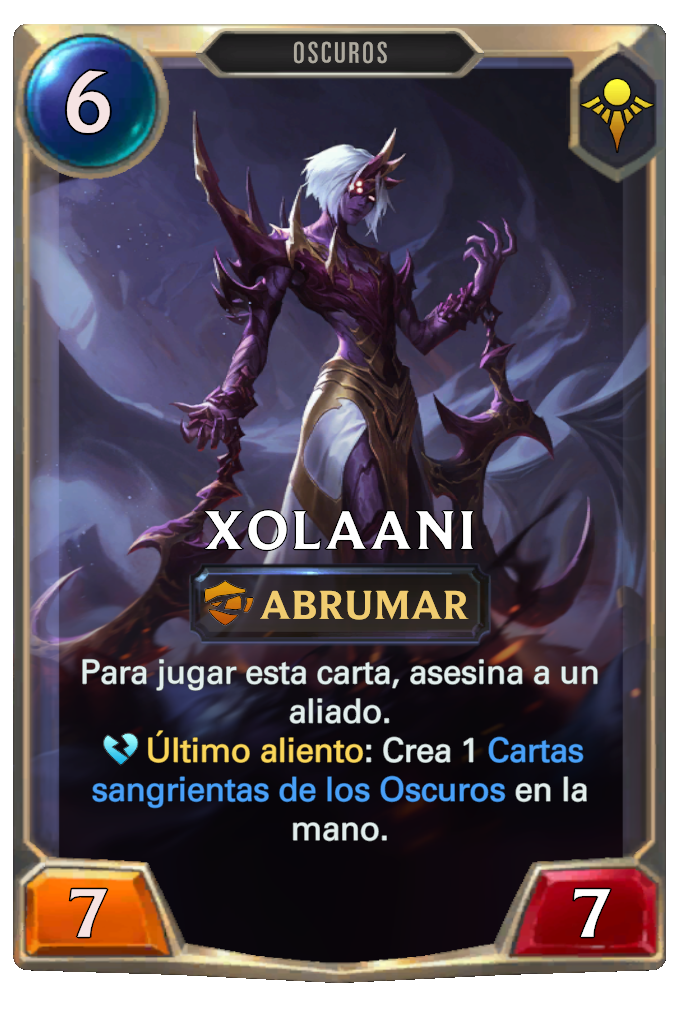 OSCUROS
6
XOLAANI
ABRUMAR
Para jugar esta carta, asesina a un
aliado.
Último aliento: Crea 1 Cartas
sangrientas de los Oscuros en la
mano.
7
7